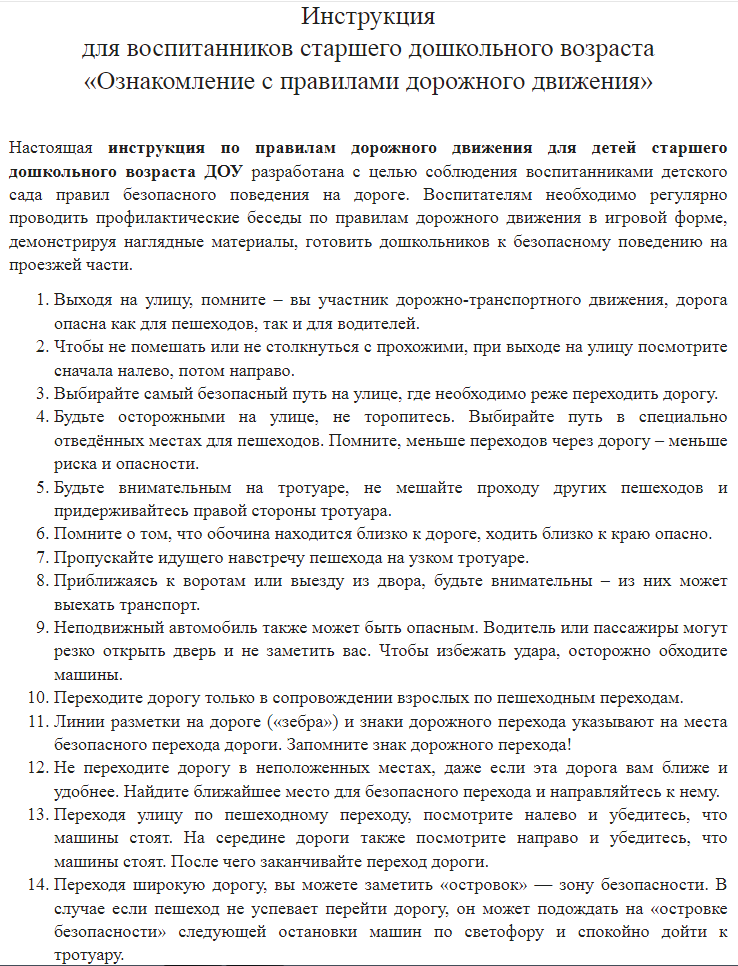 Инструкция
для воспитанников старшего дошкольного возраста
«Ознакомление с правилами дорожного движения»
Настоящая инструкция по правилам дорожного движения для детей старшего
дошкольного возраста ДОУ разработана с целью соблюдения воспитанниками детского
сада правил безопасного поведения на дороге. Воспитателям необходимо регулярно
проводить профилактические беседы по правилам дорожного движения в игровой форме,
демонстрируя наглядные материалы, готовить дошкольников к безопасному поведению на
проезжей части.
1. Выходя на улицу, помните – вы участник дорожно-транспортного движения, дорога
опасна как для пешеходов, так и для водителей.
2. Чтобы не помешать или не столкнуться с прохожими, при выходе на улицу посмотрите
сначала налево, потом направо.
3. Выбирайте самый безопасный путь на улице, где необходимо реже переходить дорогу.
4. Будьте осторожными на улице, не торопитесь. Выбирайте путь в специально
отведённых местах для пешеходов. Помните, меньше переходов через дорогу – меньше
риска и опасности.
5. Будьте внимательным на тротуаре, не мешайте проходу других пешеходов и
придерживайтесь правой стороны тротуара.
6. Помните о том, что обочина находится близко к дороге, ходить близко к краю опасно.
7. Пропускайте идущего навстречу пешехода на узком тротуаре.
8. Приближаясь к воротам или выезду из двора, будьте внимательны – из них может
выехать транспорт.
9. Неподвижный автомобиль также может быть опасным. Водитель или пассажиры могут
резко открыть дверь и не заметить вас. Чтобы избежать удара, осторожно обходите
машины.
10. Переходите дорогу только в сопровождении взрослых по пешеходным переходам.
11. Линии разметки на дороге («зебра») и знаки дорожного перехода указывают на места
безопасного перехода дороги. Запомните знак дорожного перехода!
12. Не переходите дорогу в неположенных местах, даже если эта дорога вам ближе и
удобнее. Найдите ближайшее место для безопасного перехода и направляйтесь к нему.
13. Переходя улицу по пешеходному переходу, посмотрите налево и убедитесь, что
машины стоят. На середине дороги также посмотрите направо и убедитесь, что
машины стоят. После чего заканчивайте переход дороги.
14. Переходя широкую дорогу, вы можете заметить «островок» — зону безопасности. В
случае если пешеход не успевает перейти дорогу, он может подождать на «островке
безопасности» следующей остановки машин по светофору и спокойно дойти к
тротуару.